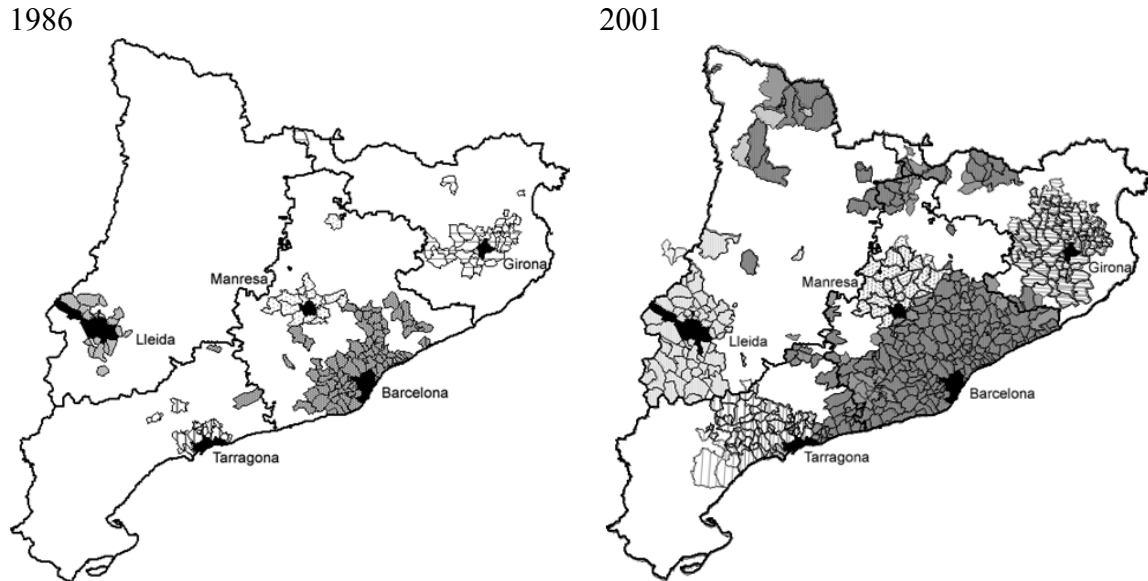 1986
2001
Manresa
Girona
Lleida
Barcelona
Tarragona
Manresa
Girona
Lleida
Barcelona
Tarragona